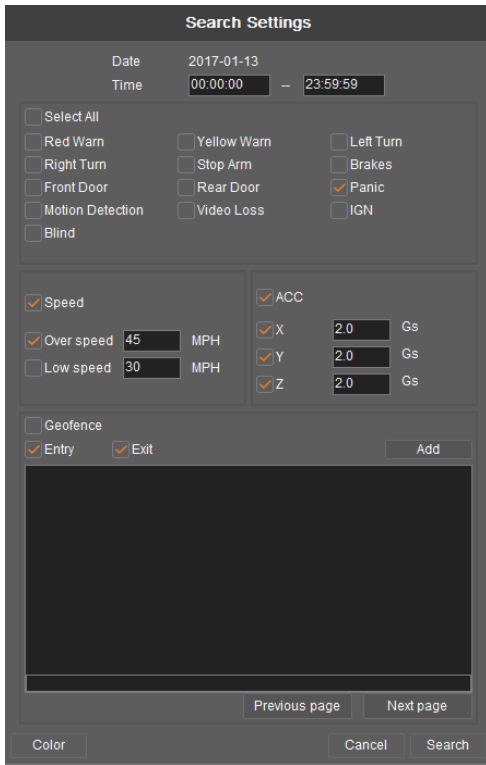 Search Settings
Date 2017-01-13
Time 00:00:00 -- 23:59:59
Select All
Red Warn Yellow Warn Left Turn
Right Turn Stop Arm Brakes
Front Door Rear Door Panic
Motion Detection Video Loss IGN
Blind
Speed
Over speed 45 MPH
Low speed 30 MPH
ACC
X 2.0 Gs
Y 2.0 Gs
Z 2.0 Gs
Geofence
Entry Exit Add
Previous page Next page
Color Cancel Search